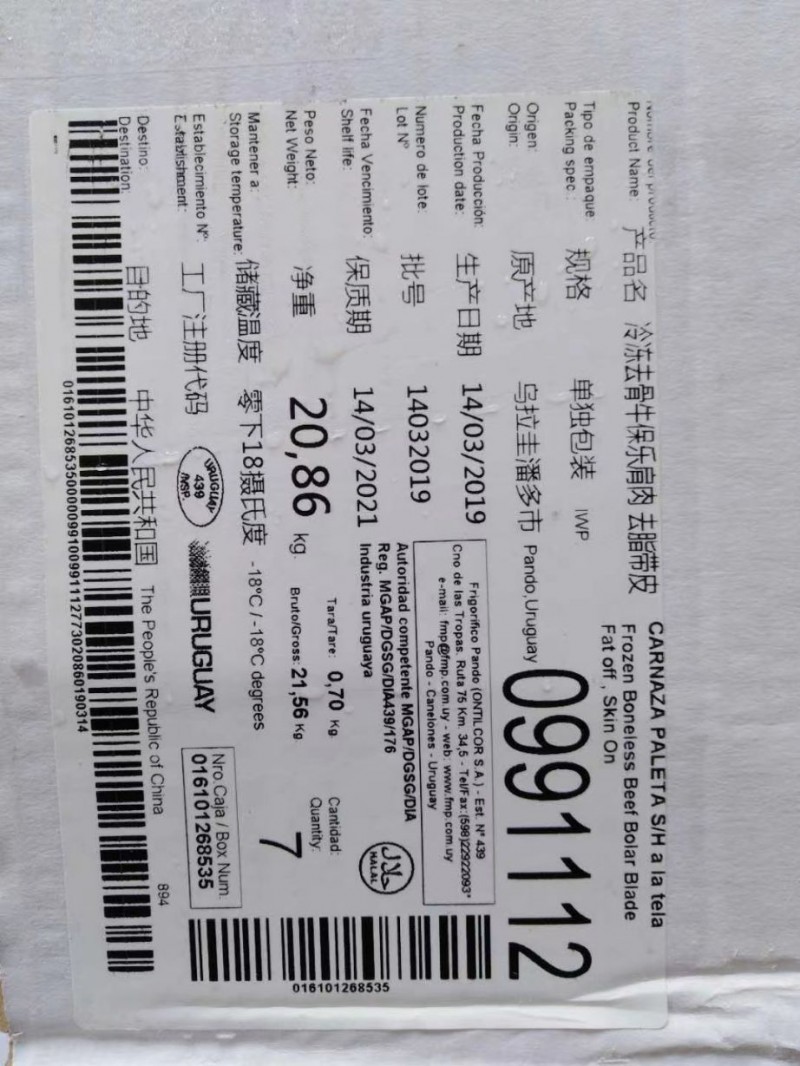 Nombre del producto
Product Name: 产品名 冷冻去骨牛保乐肩肉 去脂带皮
CARNAZA PALETA S/H a la tela
Frozen Boneless Beef Bolar Blade
Fat off , Skin On
Tipo de empaque
Packing spec. 规格 单独包装 IWP
Origen:
Origin: 原产地 乌拉圭潘多市 Pando,Uruguay
0991112
Fecha Producción:
Production date: 生产日期 14/03/2019
Frigorifico Pando (ONTILCOR S.A.) - Est. Nº 439
Cno de las Tropas. Ruta 75 Km. 34,5 - Tel/Fax:(598)22922093*
e-mail: fmp@fmp.com.uy - web: www.fmp.com.uy
Pando - Canelones - Uruguay
Numero de lote:
Lot Nº 批号 14032019
Autoridad competente MGAP/DGSG/DIA
Reg. MGAP/DGSG/DIA439/176
Industria uruguaya
HALAL حلال
Fecha Vencimiento:
Shelf life: 保质期 14/03/2021
Peso Neto:
Net Weight: 净重 20,86 kg.
Tara/Tare: 0,70 Kg
Bruto/Gross: 21,56 Kg
Cantidad:
Quantity: 7
Mantener a:
Storage temperature: 储藏温度 零下18摄氏度 -18ºC / -18ºC degrees
Establecimiento Nº:
Establishment: 工厂注册代码
URUGUAY
439
INSP.
URUGUAY
Nro.Caja / Box Num.
016101268535
Destino:
Destination: 目的地 中华人民共和国 The People's Republic of China
894
016101268535000009910099111277302086019​0314
016101268535